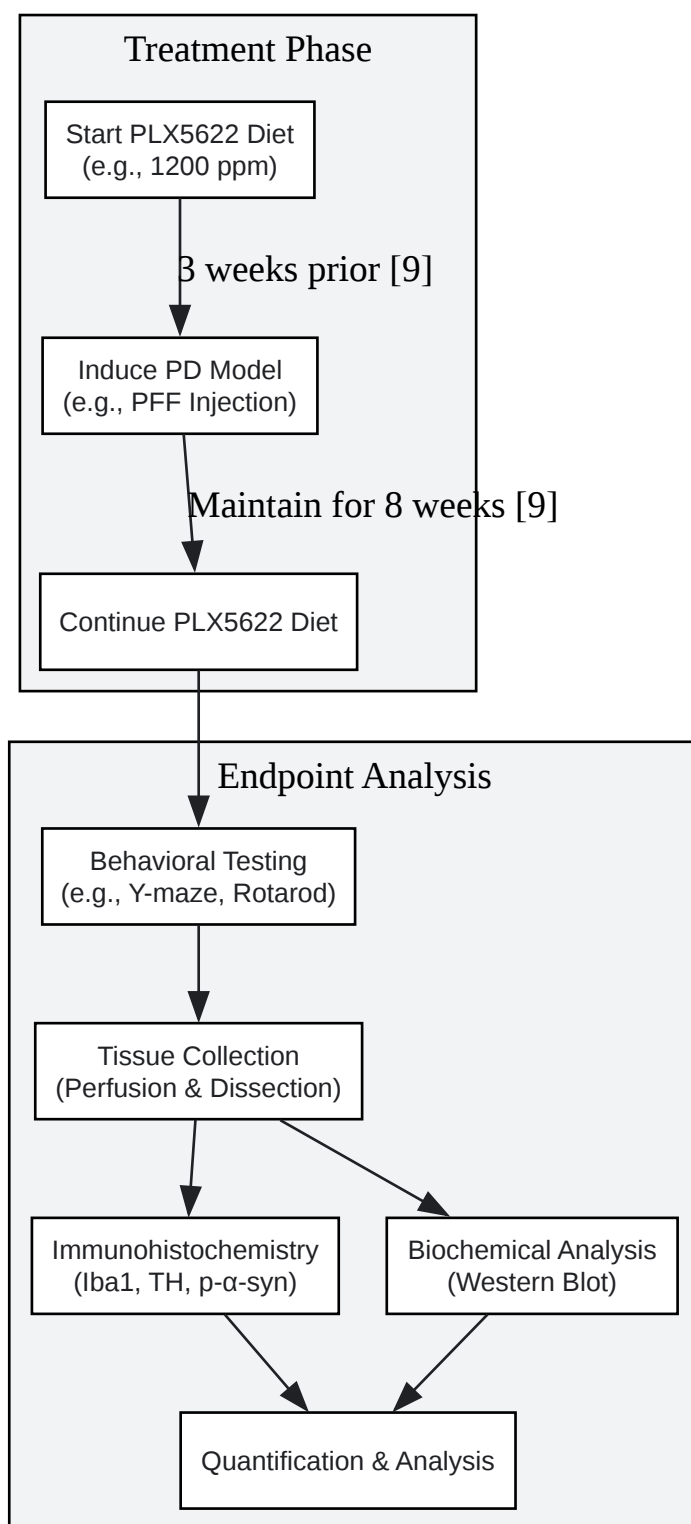 Treatment Phase
Start PLX5622 Diet
(e.g., 1200 ppm)
3 weeks prior [9]
Induce PD Model
(e.g., PFF Injection)
Maintain for 8 weeks [9]
Continue PLX5622 Diet
Endpoint Analysis
Behavioral Testing
(e.g., Y-maze, Rotarod)
Tissue Collection
(Perfusion & Dissection)
Immunohistochemistry
(Iba1, TH, p-α-syn)
Biochemical Analysis
(Western Blot)
Quantification & Analysis